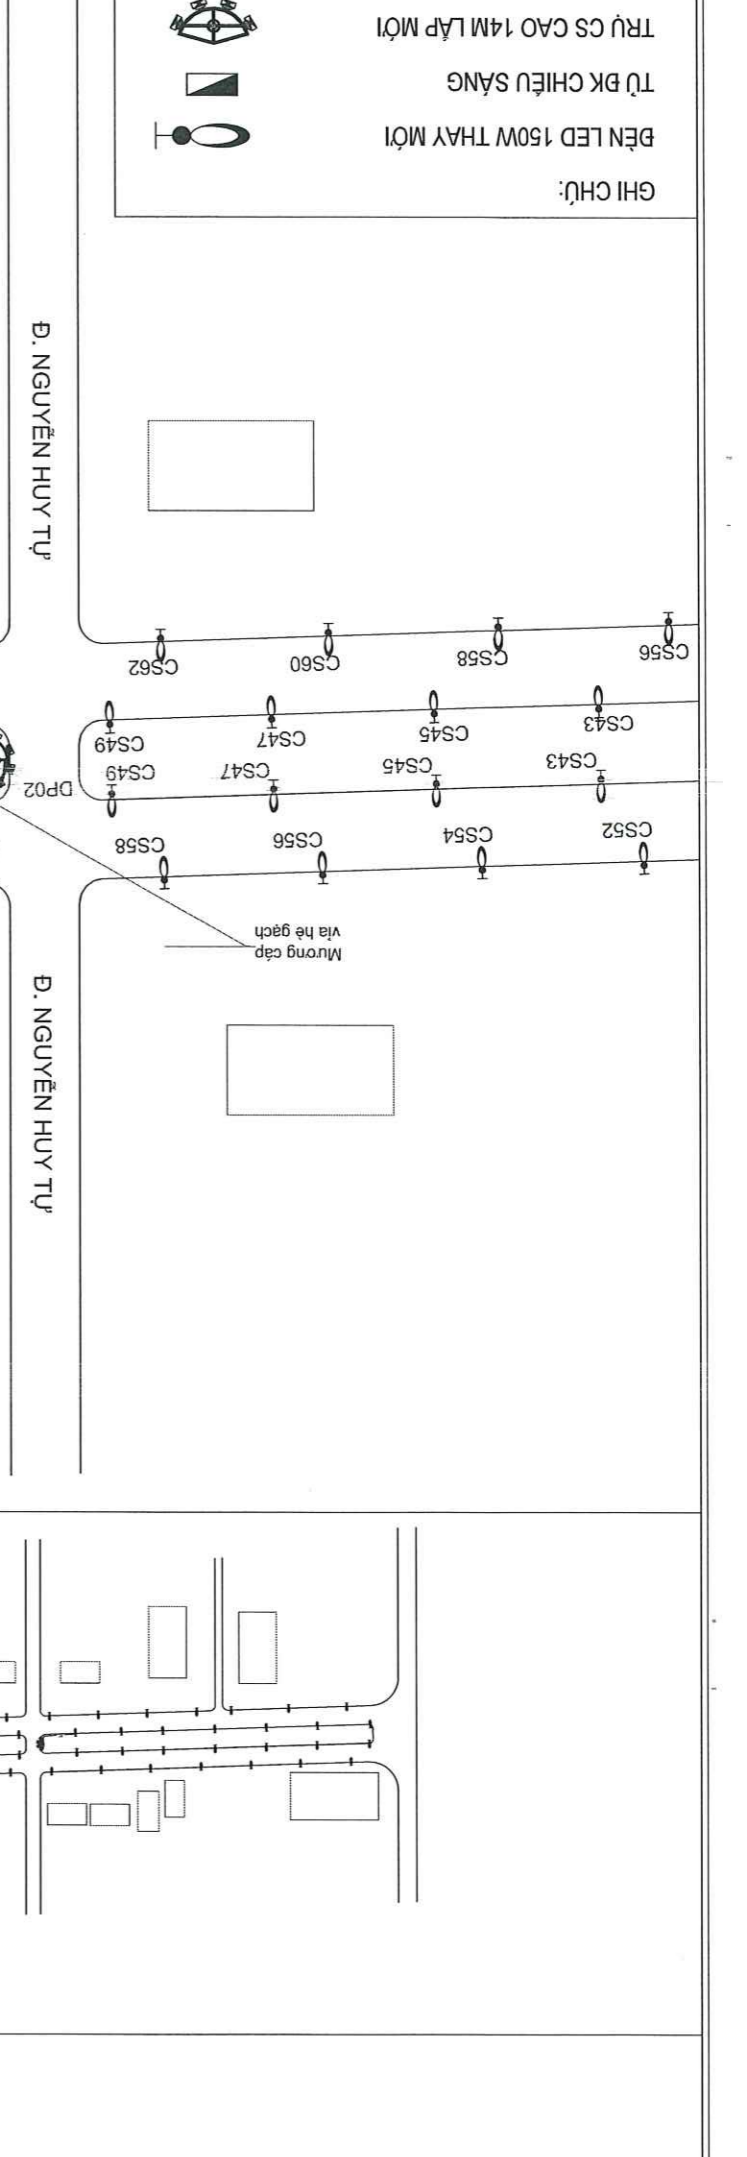 GHI CHÚ:
ĐÈN LED 150W THAY MỚI
TỦ ĐK CHIẾU SÁNG
TRỤ CS CAO 14M LẮP MỚI
Đ. NGUYỄN HUY TỰ
Đ. NGUYỄN HUY TỰ
Mương cáp
vỉa hè gạch
CS52
CS54
CS56
CS58
CS43
CS45
CS47
CS49
DP02
CS43
CS45
CS47
CS49
CS56
CS58
CS60
CS62